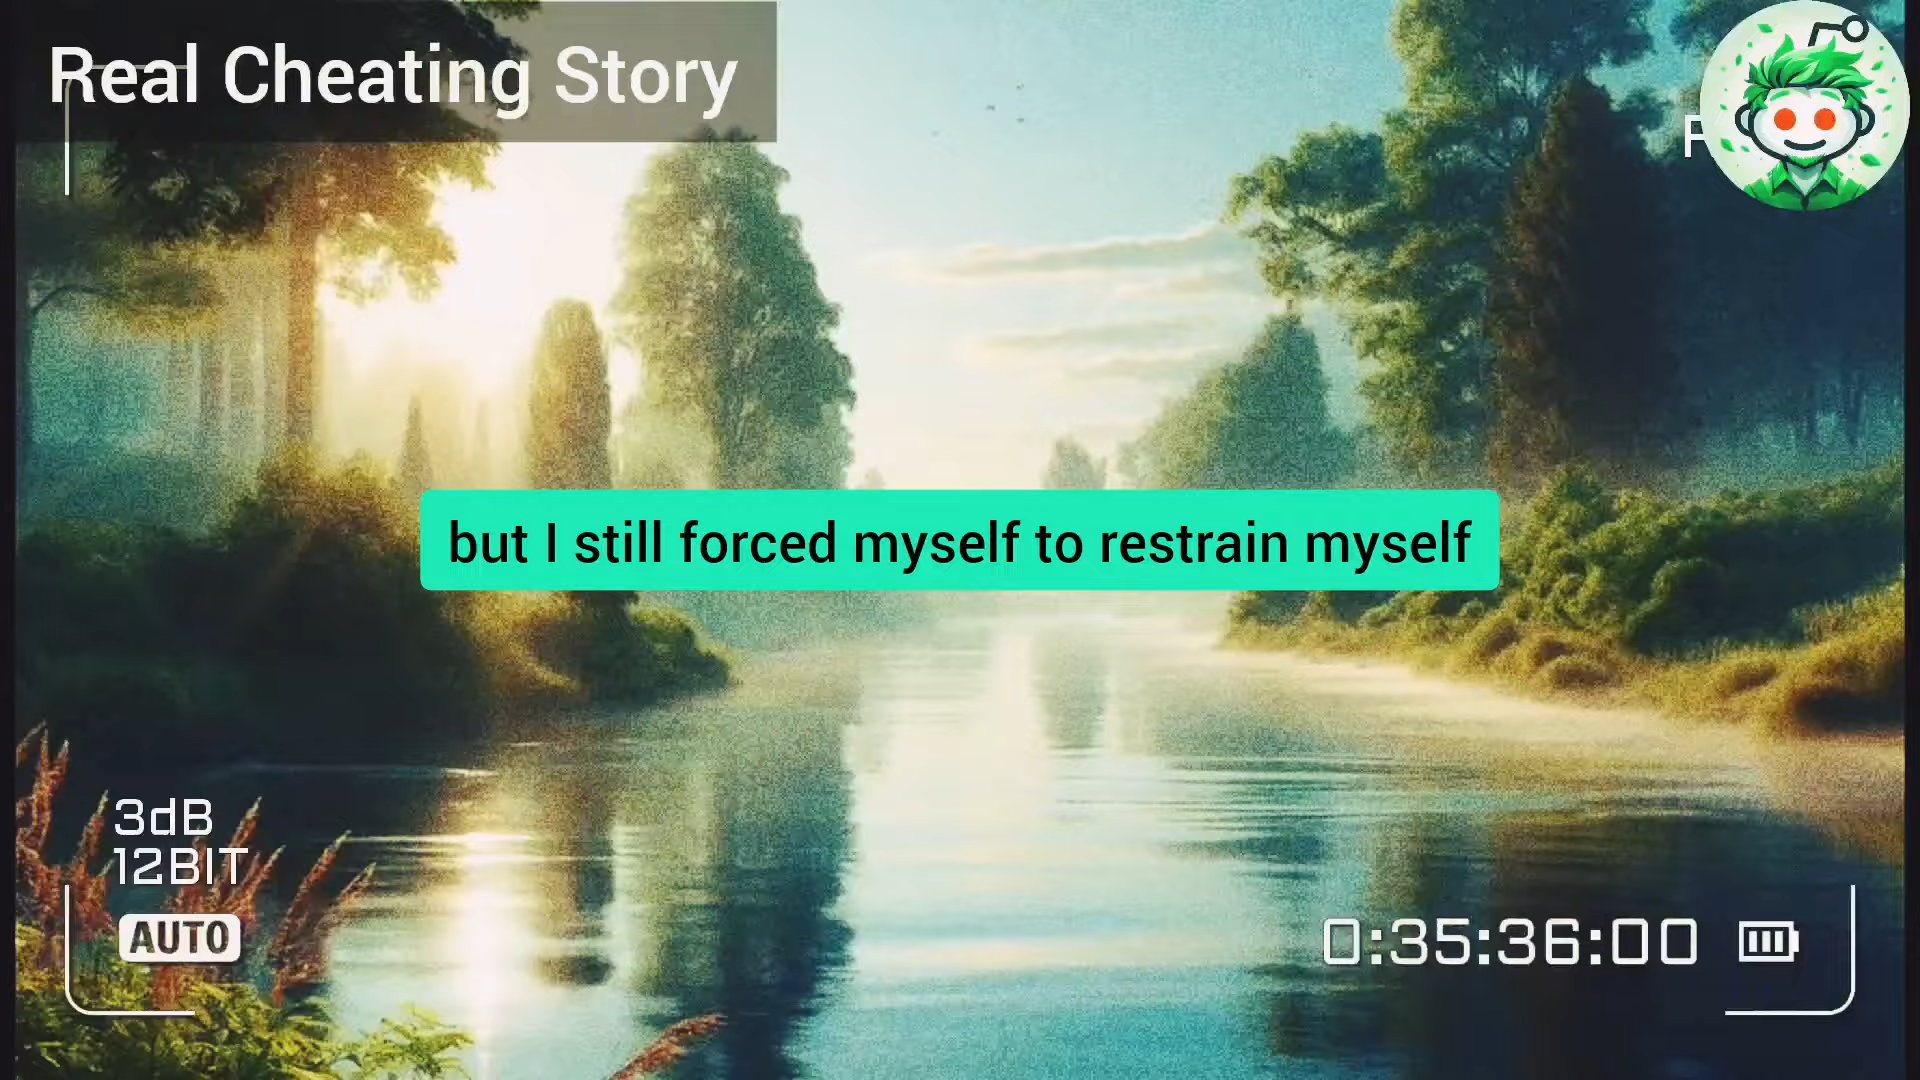 Real Cheating Story
but I still forced myself to restrain myself
3dB
12BIT
AUTO
0:35:36:00